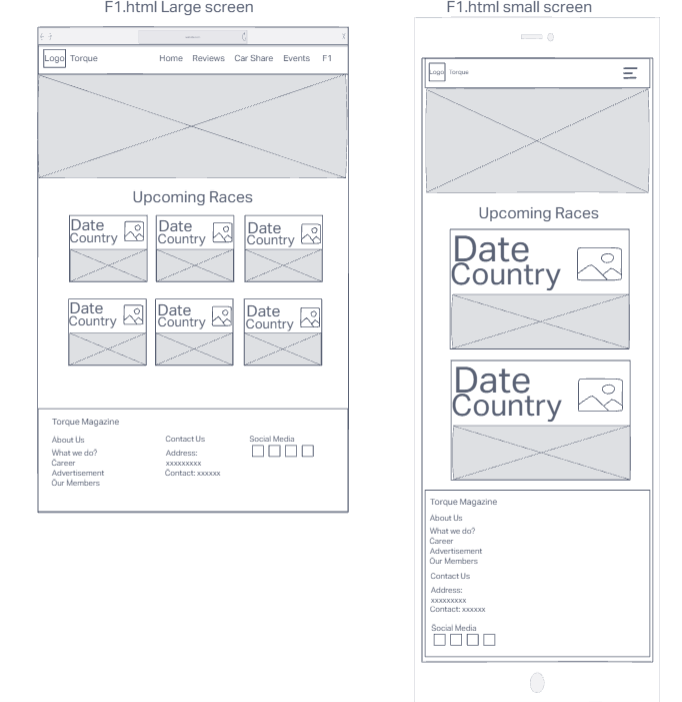 F1.html Large screen
Logo Torque Home Reviews Car Share Events F1
Upcoming Races
Date Date Date
Country Country Country
Date Date Date
Country Country Country
Torque Magazine
About Us Contact Us Social Media
What we do? Address:
Career xxxxxxxxx
Advertisement Contact: xxxxxx
Our Members
F1.html small screen
Logo Torque
Upcoming Races
Date
Country
Date
Country
Torque Magazine
About Us
What we do?
Career
Advertisement
Our Members
Contact Us
Address:
xxxxxxxxx
Contact: xxxxxx
Social Media